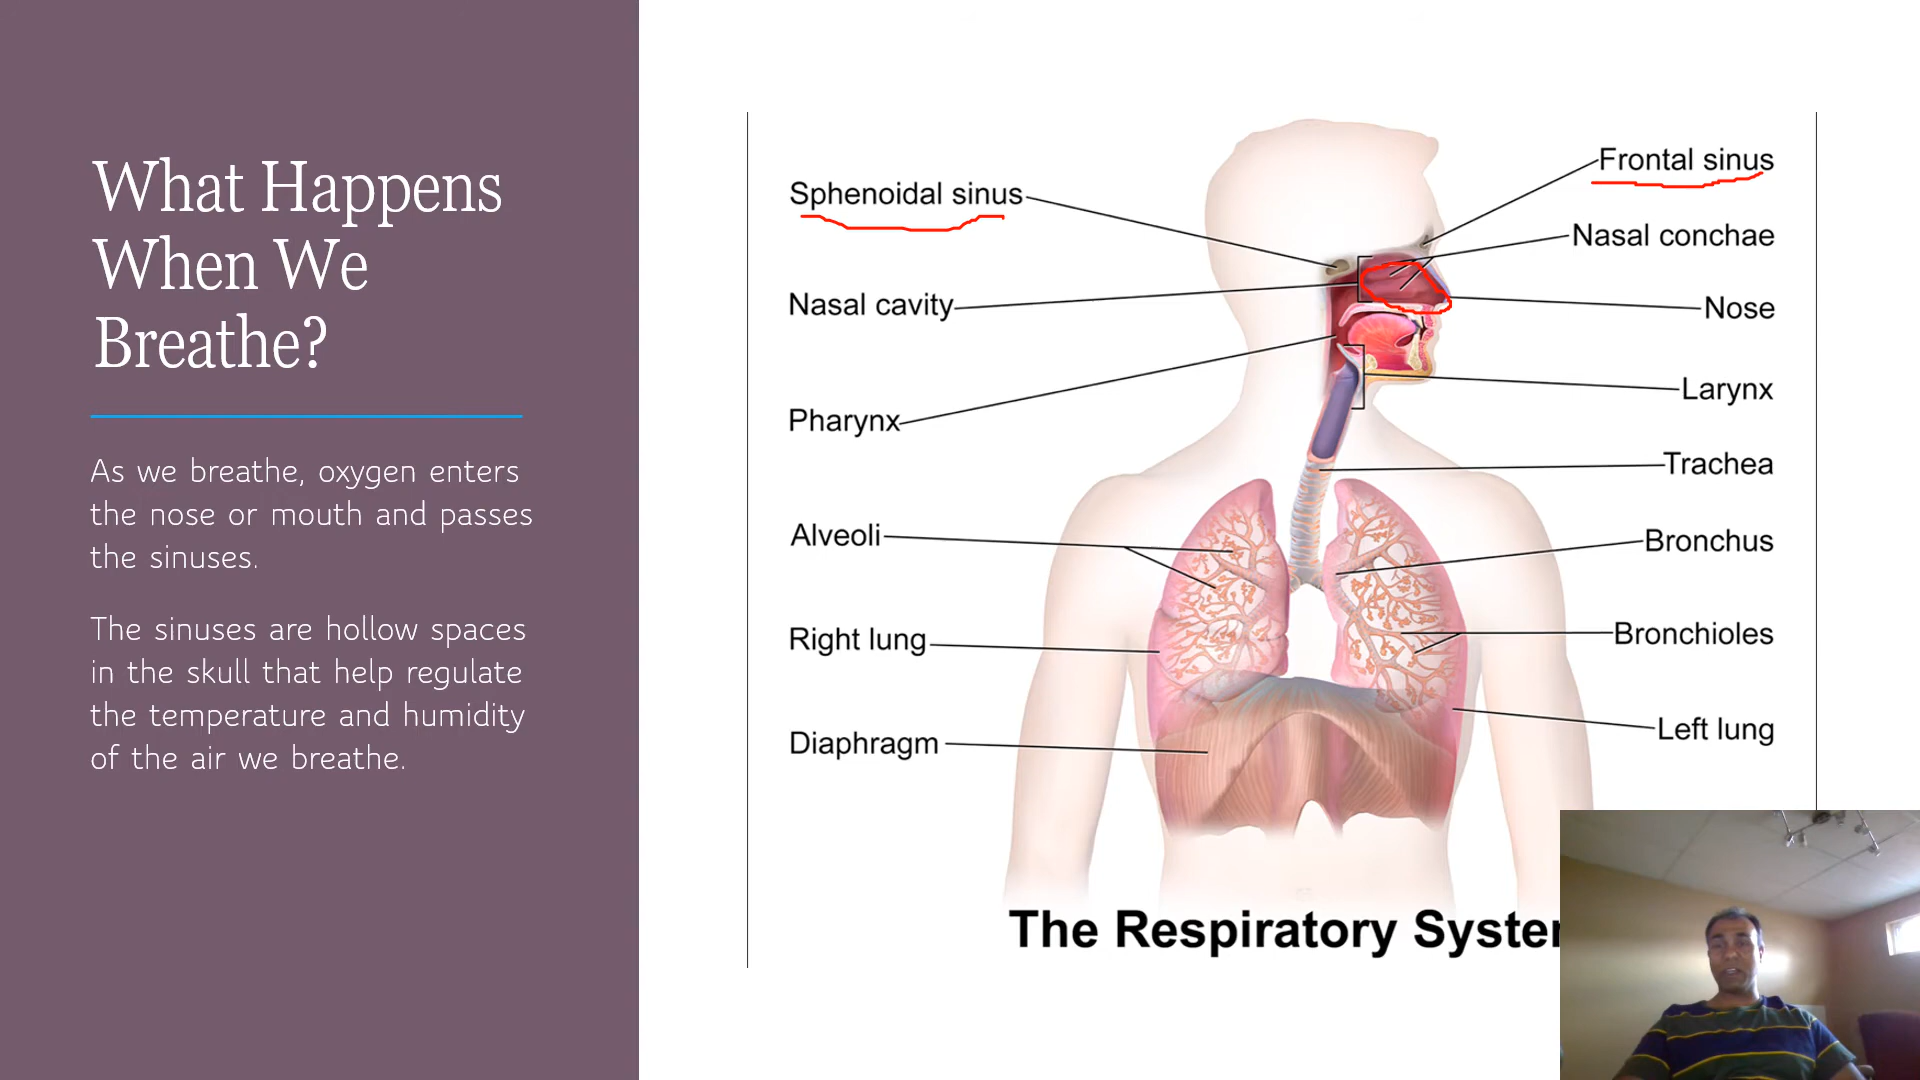 What Happens
When We
Breathe?
As we breathe, oxygen enters
the nose or mouth and passes
the sinuses.
The sinuses are hollow spaces
in the skull that help regulate
the temperature and humidity
of the air we breathe.
Sphenoidal sinus
Nasal cavity
Pharynx
Alveoli
Right lung
Diaphragm
Frontal sinus
Nasal conchae
Nose
Larynx
Trachea
Bronchus
Bronchioles
Left lung
The Respiratory